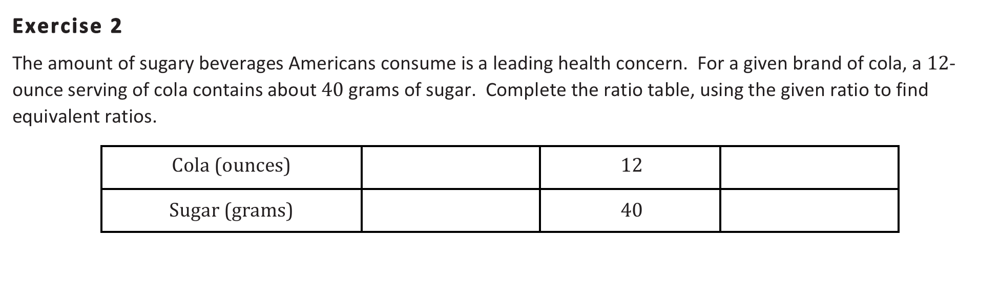 Exercise 2
The amount of sugary beverages Americans consume is a leading health concern. For a given brand of cola, a 12-
ounce serving of cola contains about 40 grams of sugar. Complete the ratio table, using the given ratio to find
equivalent ratios.
Cola (ounces) 12
Sugar (grams) 40